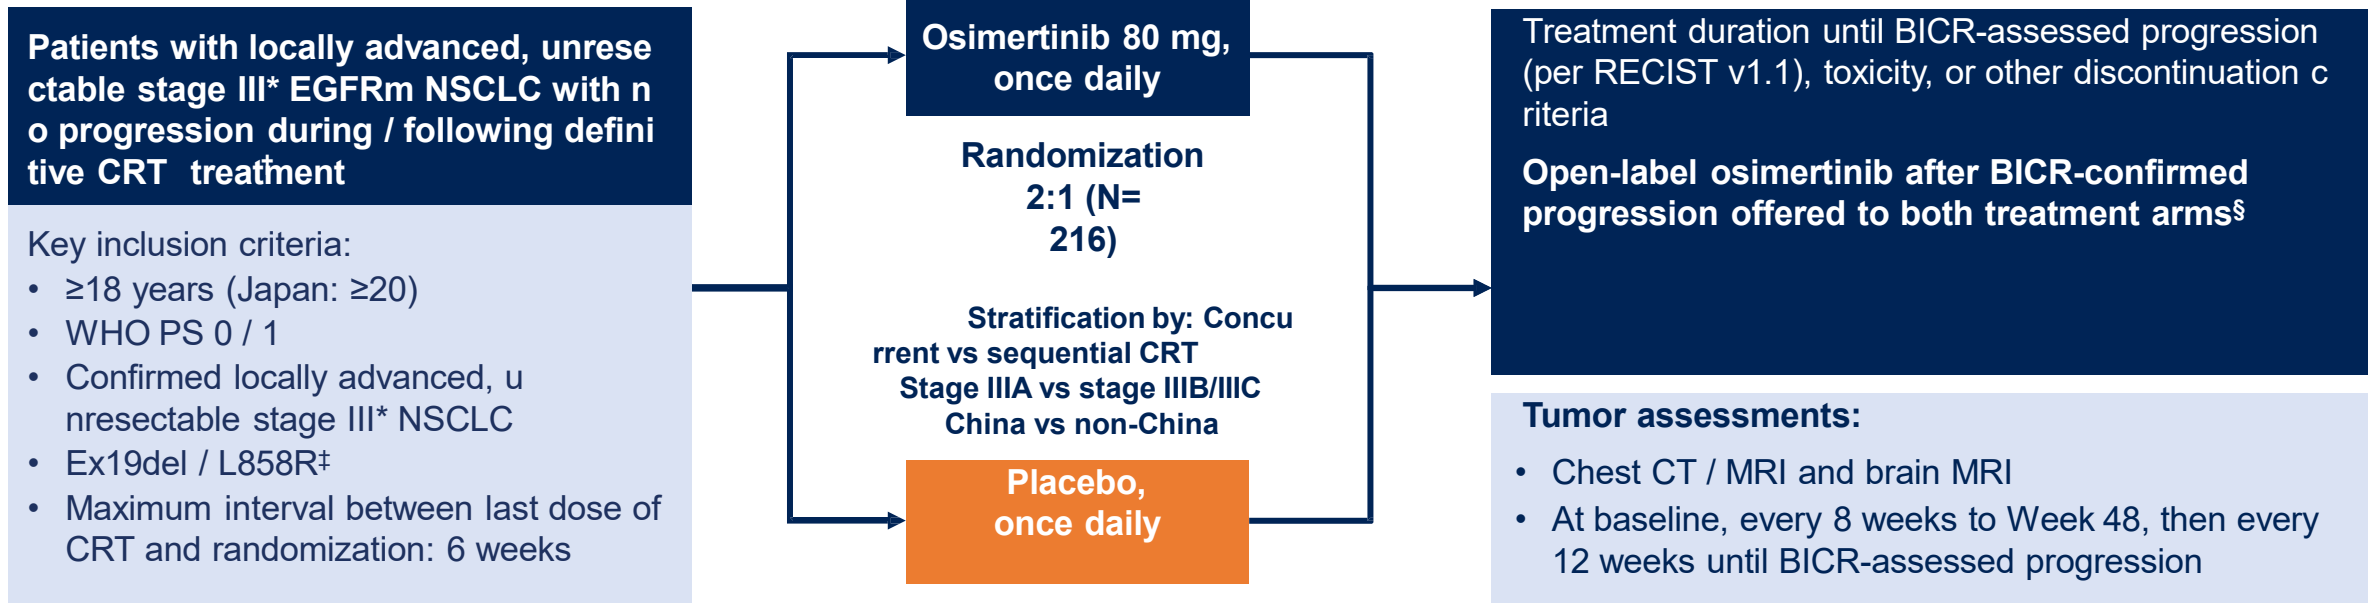 Patients with locally advanced, unrese
ctable stage III* EGFRm NSCLC with n
o progression during / following defini
tive CRT treatment†
Key inclusion criteria:
• ≥18 years (Japan: ≥20)
• WHO PS 0 / 1
• Confirmed locally advanced, u
nresectable stage III* NSCLC
• Ex19del / L858R‡
• Maximum interval between last dose of
CRT and randomization: 6 weeks
Osimertinib 80 mg,
once daily
Randomization
2:1 (N=
216)
Stratification by: Concu
rrent vs sequential CRT
Stage IIIA vs stage IIIB/IIIC
China vs non-China
Placebo,
once daily
Treatment duration until BICR-assessed progression
(per RECIST v1.1), toxicity, or other discontinuation c
riteria
Open-label osimertinib after BICR-confirmed
progression offered to both treatment arms§
Tumor assessments:
• Chest CT / MRI and brain MRI
• At baseline, every 8 weeks to Week 48, then every
12 weeks until BICR-assessed progression